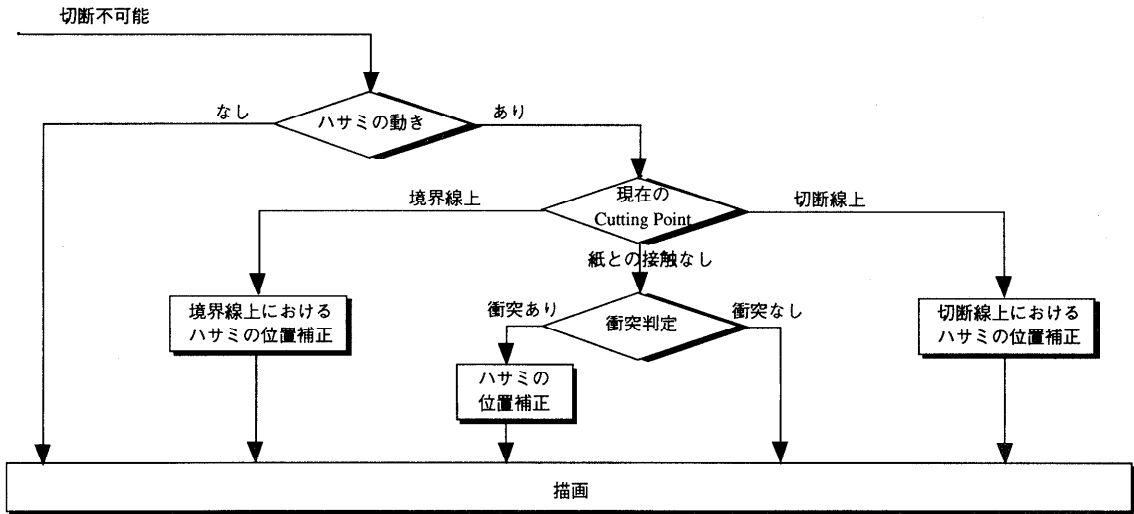 切断不可能
なし
ハサミの動き
あり
境界線上
現在の
Cutting Point
切断線上
紙との接触なし
境界線上における
ハサミの位置補正
衝突あり
衝突判定
衝突なし
切断線上における
ハサミの位置補正
ハサミの
位置補正
描画